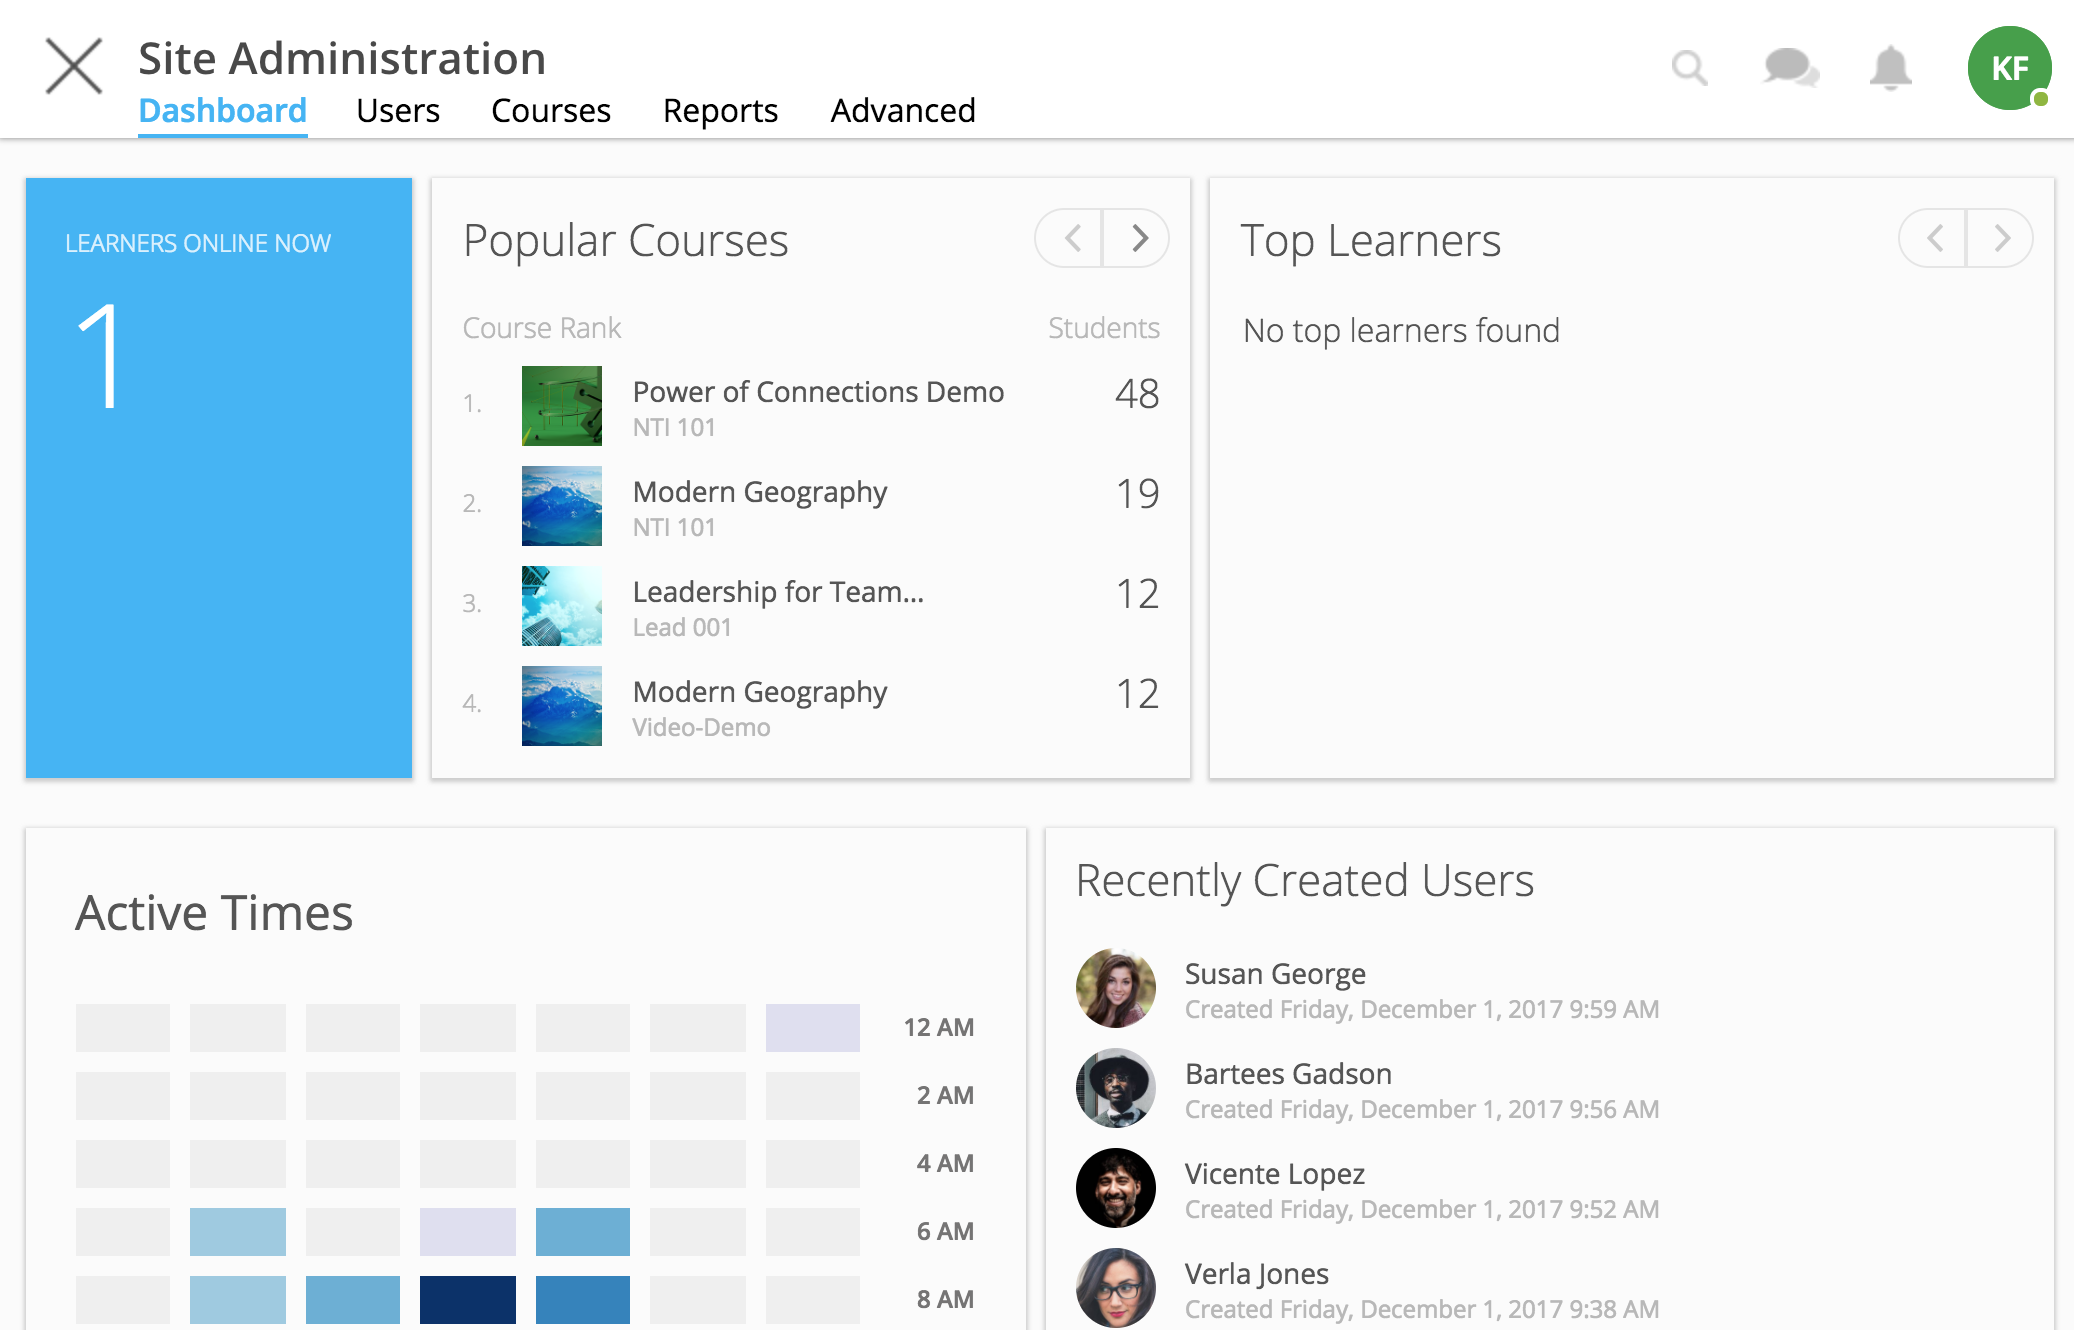 Site Administration
KF
Dashboard Users Courses Reports Advanced
LEARNERS ONLINE NOW
1
Popular Courses
Course Rank Students
1. Power of Connections Demo 48
NTI 101
2. Modern Geography 19
NTI 101
3. Leadership for Team... 12
Lead 001
4. Modern Geography 12
Video-Demo
Top Learners
No top learners found
Active Times
12 AM
2 AM
4 AM
6 AM
8 AM
Recently Created Users
Susan George
Created Friday, December 1, 2017 9:59 AM
Bartees Gadson
Created Friday, December 1, 2017 9:56 AM
Vicente Lopez
Created Friday, December 1, 2017 9:52 AM
Verla Jones
Created Friday, December 1, 2017 9:38 AM